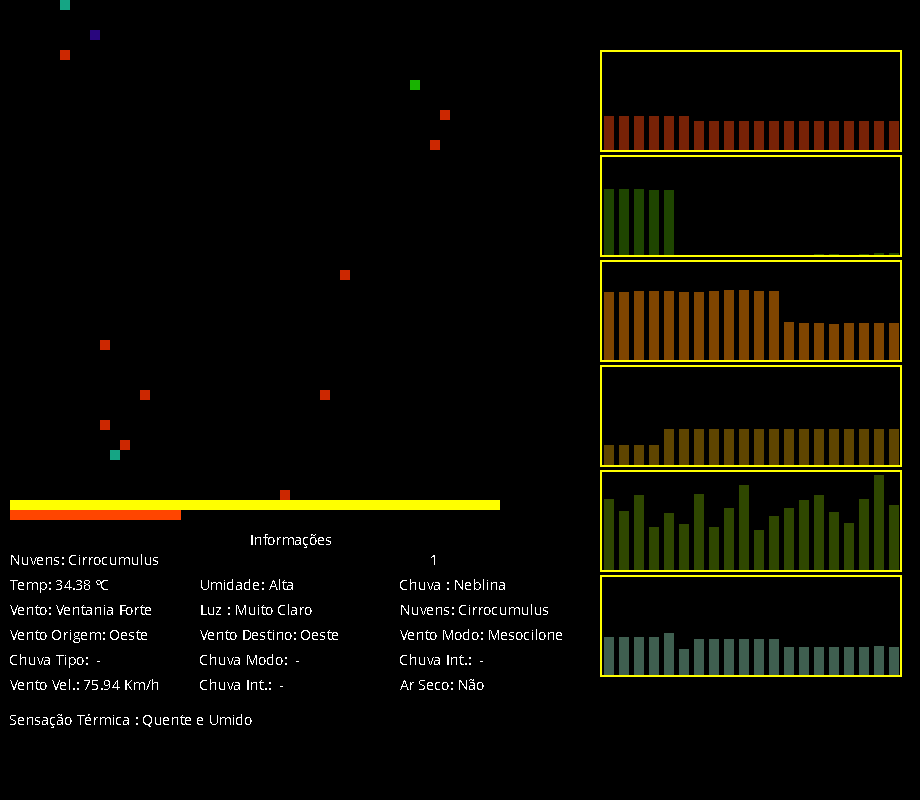 Informações
Nuvens: Cirrocumulus 1
Temp: 34.38 ºC Umidade: Alta Chuva : Neblina
Vento: Ventania Forte Luz : Muito Claro Nuvens: Cirrocumulus
Vento Origem: Oeste Vento Destino: Oeste Vento Modo: Mesocilone
Chuva Tipo: - Chuva Modo: - Chuva Int.: -
Vento Vel.: 75.94 Km/h Chuva Int.: - Ar Seco: Não
Sensação Térmica : Quente e Umido